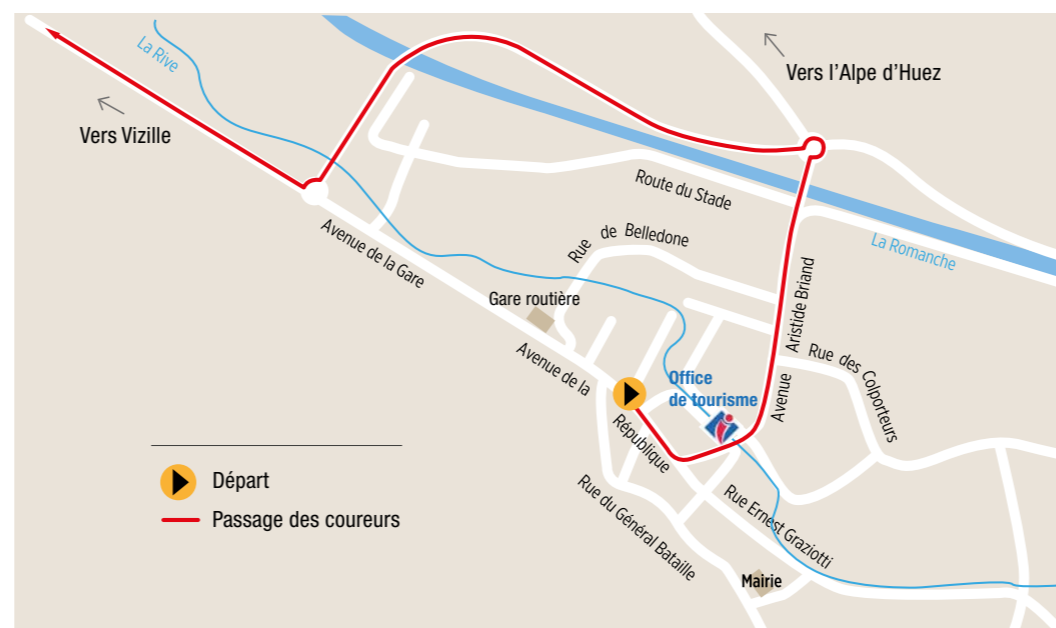 La Rive
Vers l'Alpe d'Huez
Vers Vizille
Route du Stade
Rue de Belledone
La Romanche
Avenue de la Gare
Gare routière
Avenue Aristide Briand
Rue des Colporteurs
Avenue de la République
Office
de tourisme
Départ
Passage des coureurs
Rue du Général Bataille
Rue Ernest Graziotti
Mairie